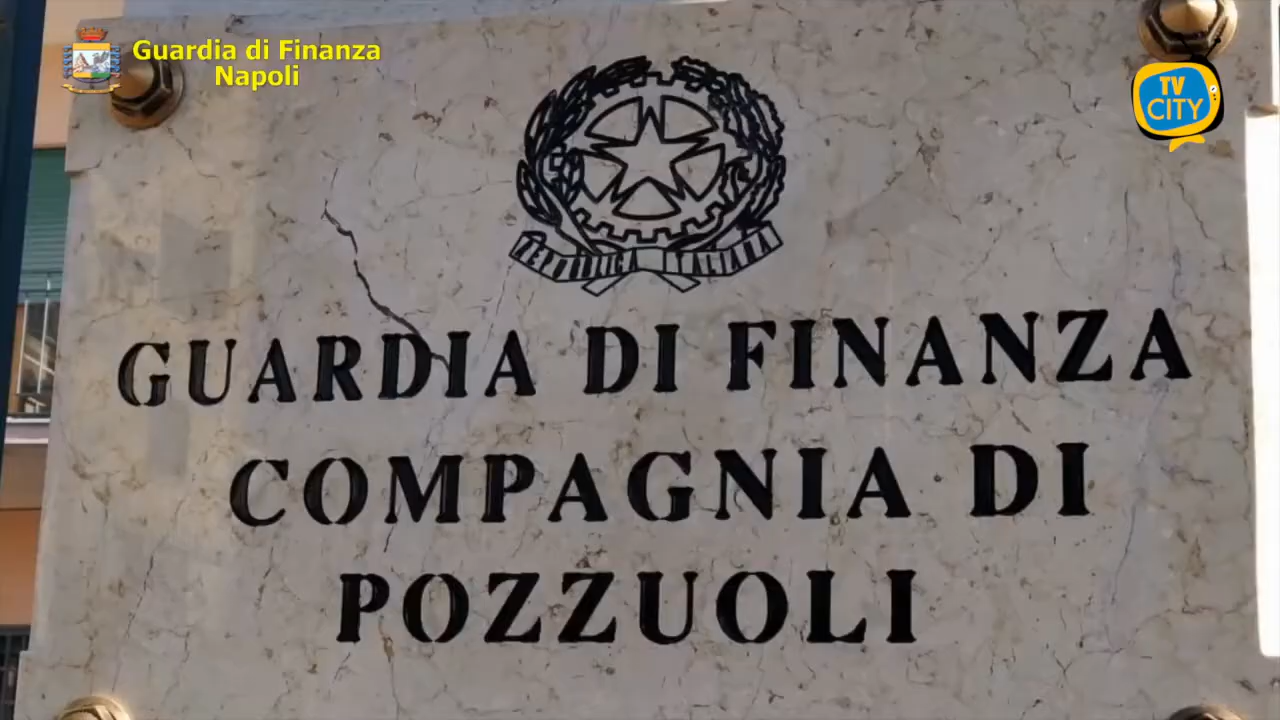 Guardia di Finanza
Napoli
TV
CITY
REPUBBLICA ITALIANA
GUARDIA DI FINANZA
COMPAGNIA DI
POZZUOLI